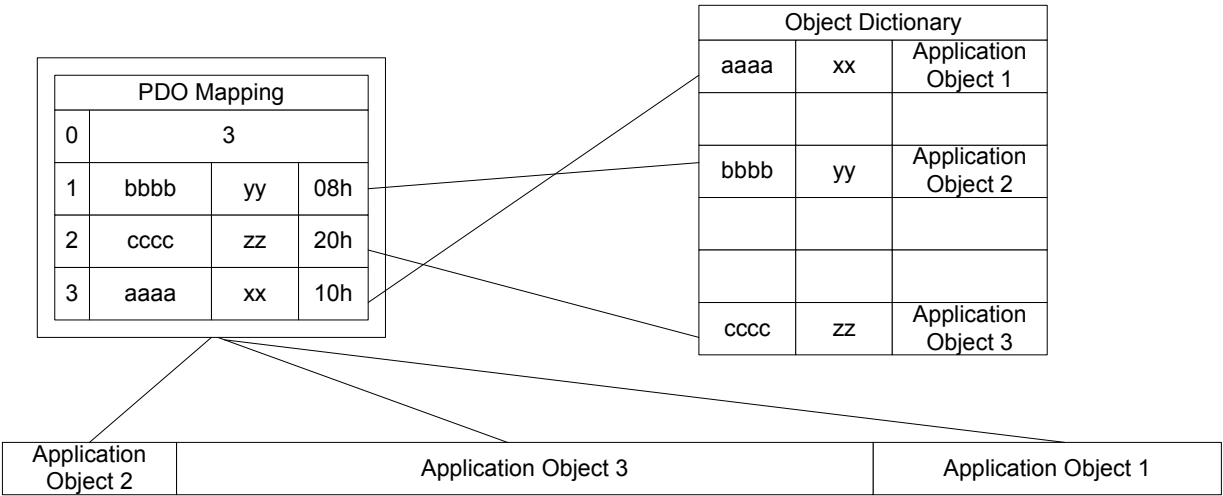 Object Dictionary
aaaa xx Application
Object 1
bbbb yy Application
Object 2
cccc zz Application
Object 3
PDO Mapping
0 3
1 bbbb yy 08h
2 cccc zz 20h
3 aaaa xx 10h
Application
Object 2
Application Object 3
Application Object 1